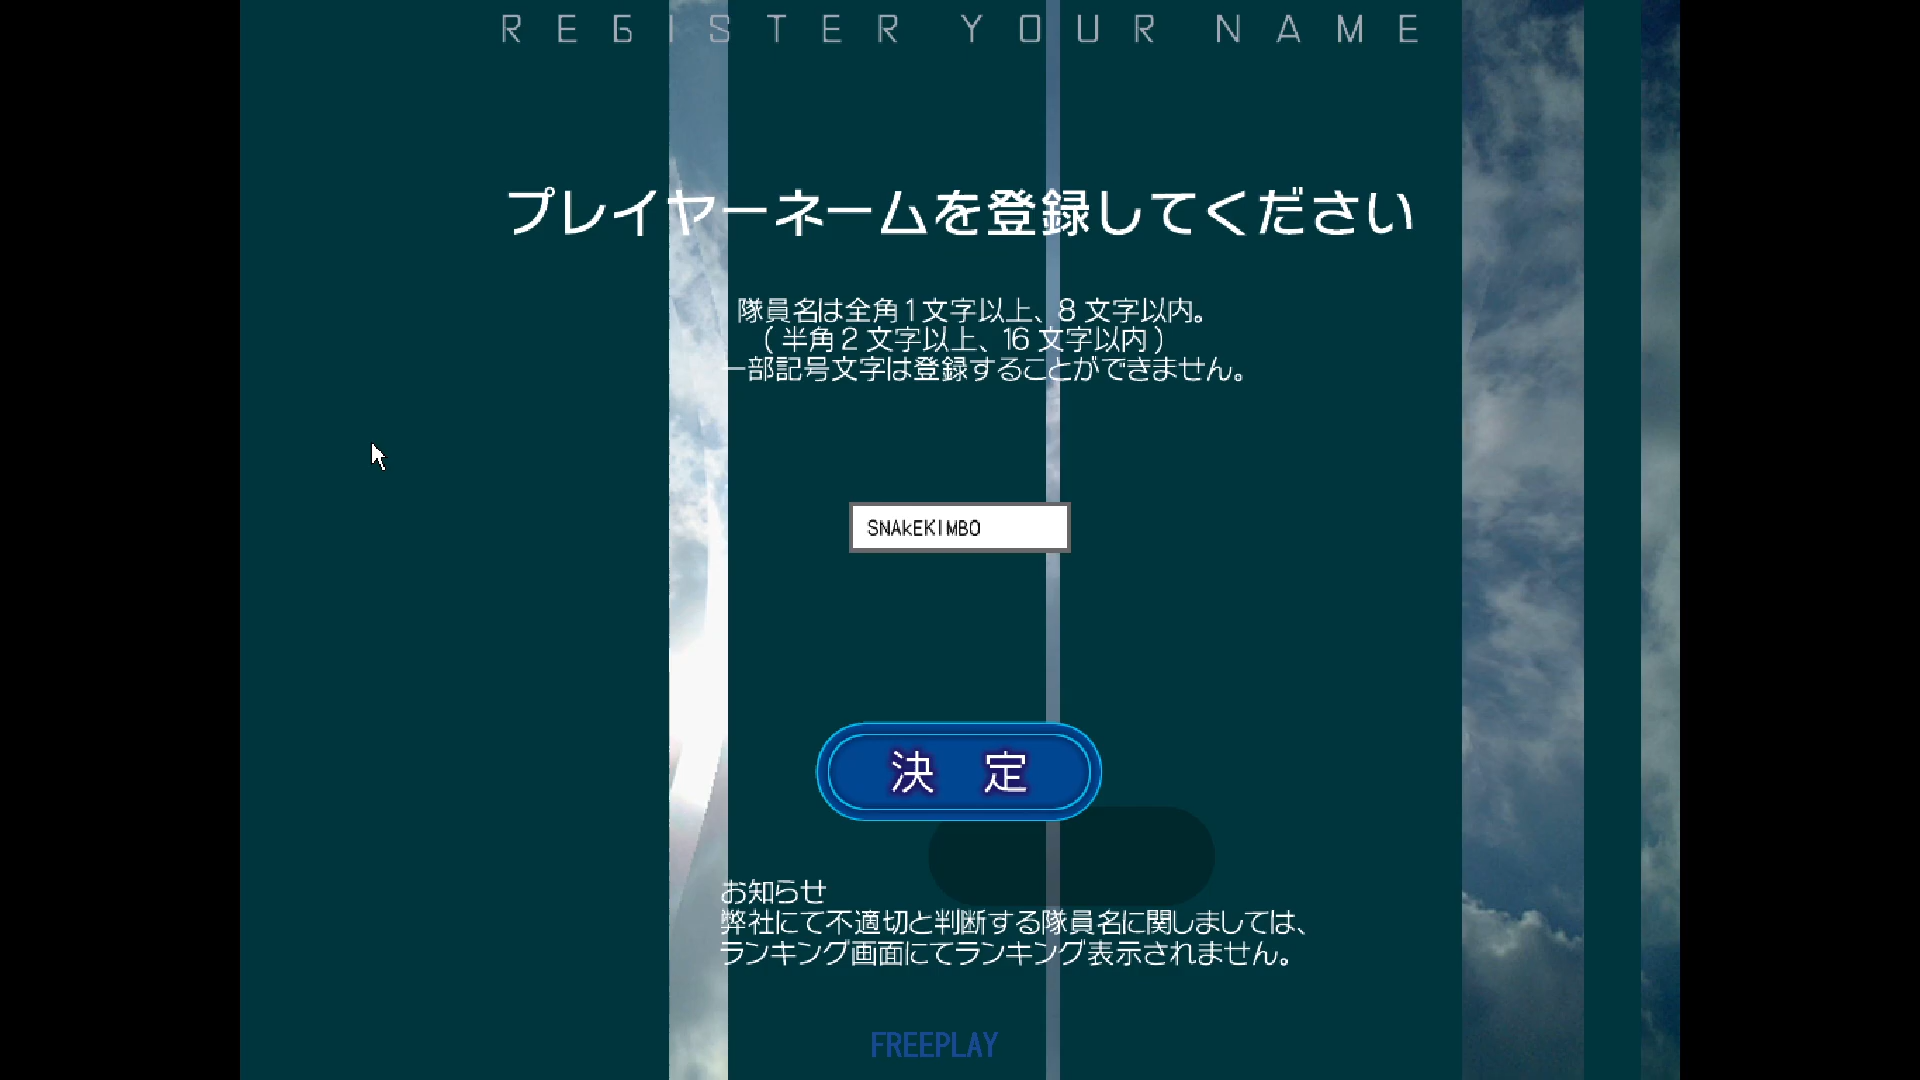 REGISTER YOUR NAME
プレイヤーネームを登録してください
隊員名は全角1文字以上、8文字以内。
(半角2文字以上、16文字以内)
一部記号文字は登録することができません。
SNAkEKIMBO
決定
お知らせ
弊社にて不適切と判断する隊員名に関しましては、
ランキング画面にてランキング表示されません。
FREEPLAY